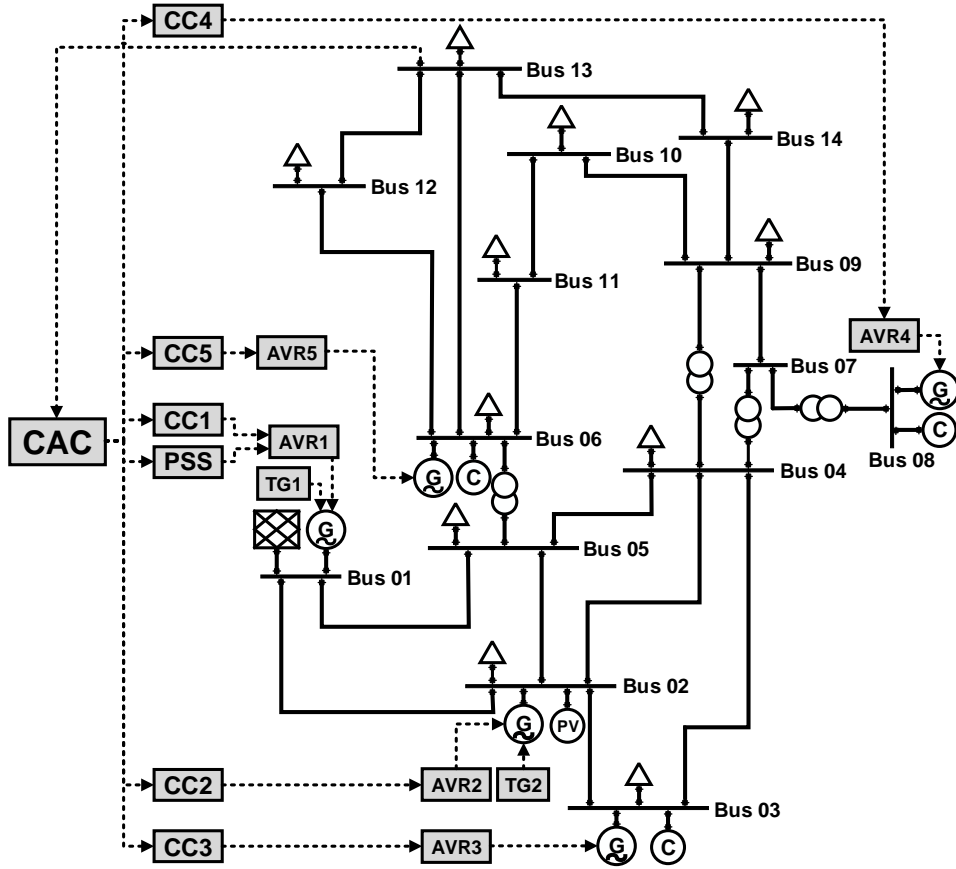 CC4
Bus 13
Bus 14
Bus 10
Bus 12
Bus 09
Bus 11
AVR4
CC5
AVR5
Bus 07
G
CC1
CAC
AVR1
Bus 06
C
PSS
Bus 08
TG1
G
C
Bus 04
G
Bus 05
Bus 01
Bus 02
G
PV
CC2
AVR2
TG2
Bus 03
CC3
AVR3
G
C